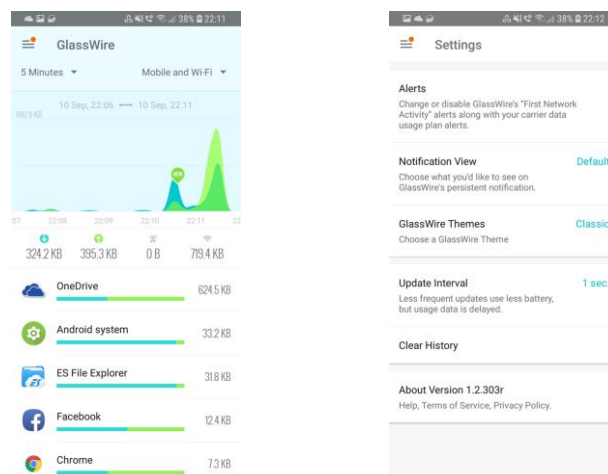 38% 22:11
GlassWire
5 Minutes
Mobile and Wi-Fi
10 Sep, 22:06 ⟷ 10 Sep, 22:11
22:08 22:09 22:10 22:11 22
324.2 KB 395.3 KB 0 B 719.4 KB
OneDrive 624.5 KB
Android system 33.2 KB
ES File Explorer 31.8 KB
Facebook 12.4 KB
Chrome 7.3 KB
38% 22:12
Settings
Alerts
Change or disable GlassWire's "First Network
Activity" alerts along with your carrier data
usage plan alerts.
Notification View Default
Choose what you'd like to see on
GlassWire's persistent notification.
GlassWire Themes Classic
Choose a GlassWire Theme
Update Interval 1 sec.
Less frequent updates use less battery,
but usage data is delayed.
Clear History
About Version 1.2.303r
Help, Terms of Service, Privacy Policy.